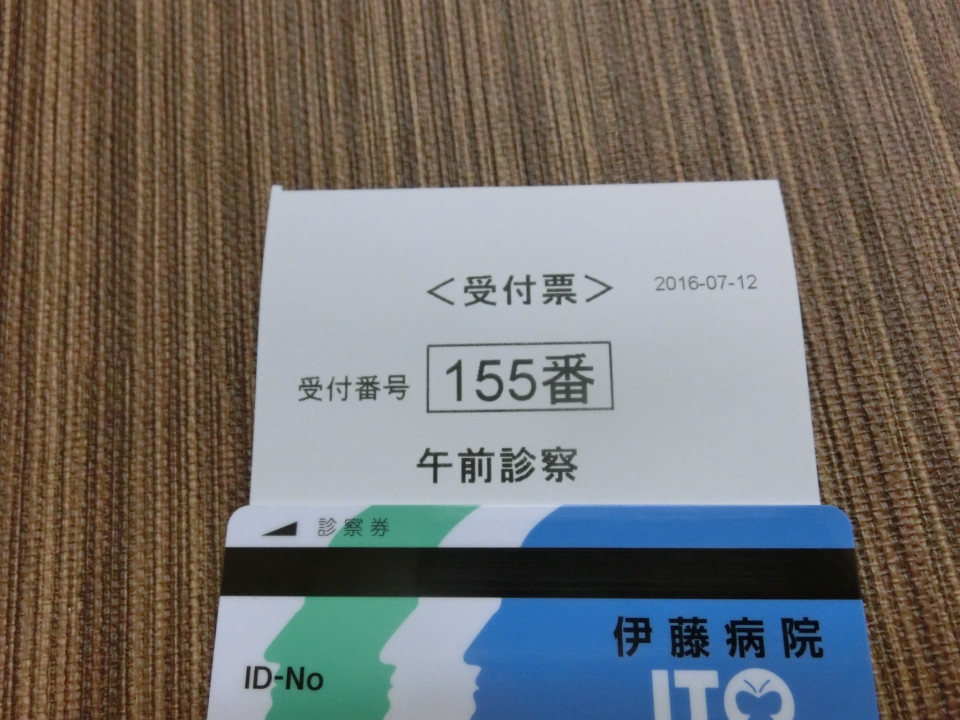 ＜受付票＞ 2016-07-12
受付番号 155番
午前診察
診察券
伊藤病院
ID-No
ITO